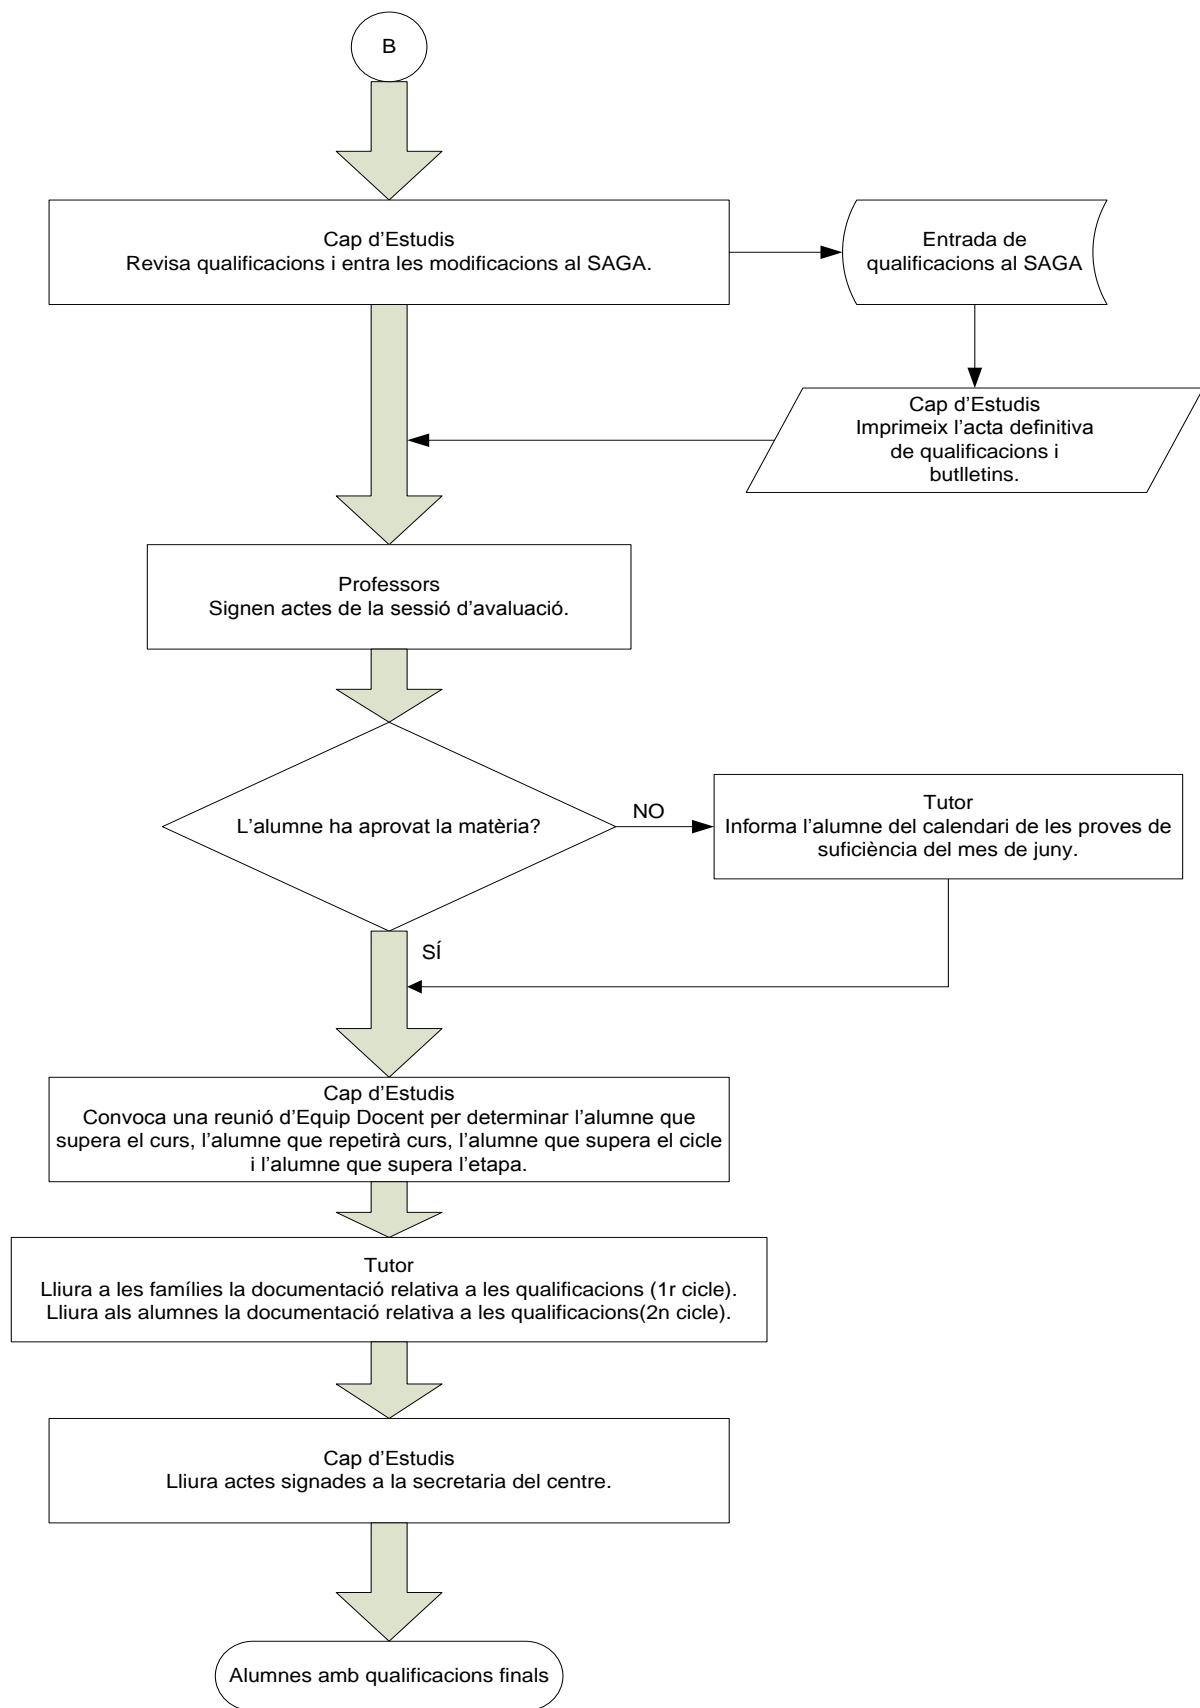 B
Cap d’Estudis
Revisa qualificacions i entra les modificacions al SAGA.
Entrada de
qualificacions al SAGA
Cap d’Estudis
Imprimeix l’acta definitiva
de qualificacions i
butlletins.
Professors
Signen actes de la sessió d’avaluació.
L’alumne ha aprovat la matèria?
NO
Tutor
Informa l’alumne del calendari de les proves de
suficiència del mes de juny.
SÍ
Cap d’Estudis
Convoca una reunió d’Equip Docent per determinar l’alumne que
supera el curs, l’alumne que repetirà curs, l’alumne que supera el cicle
i l’alumne que supera l’etapa.
Tutor
Lliura a les famílies la documentació relativa a les qualificacions (1r cicle).
Lliura als alumnes la documentació relativa a les qualificacions(2n cicle).
Cap d’Estudis
Lliura actes signades a la secretaria del centre.
Alumnes amb qualificacions finals